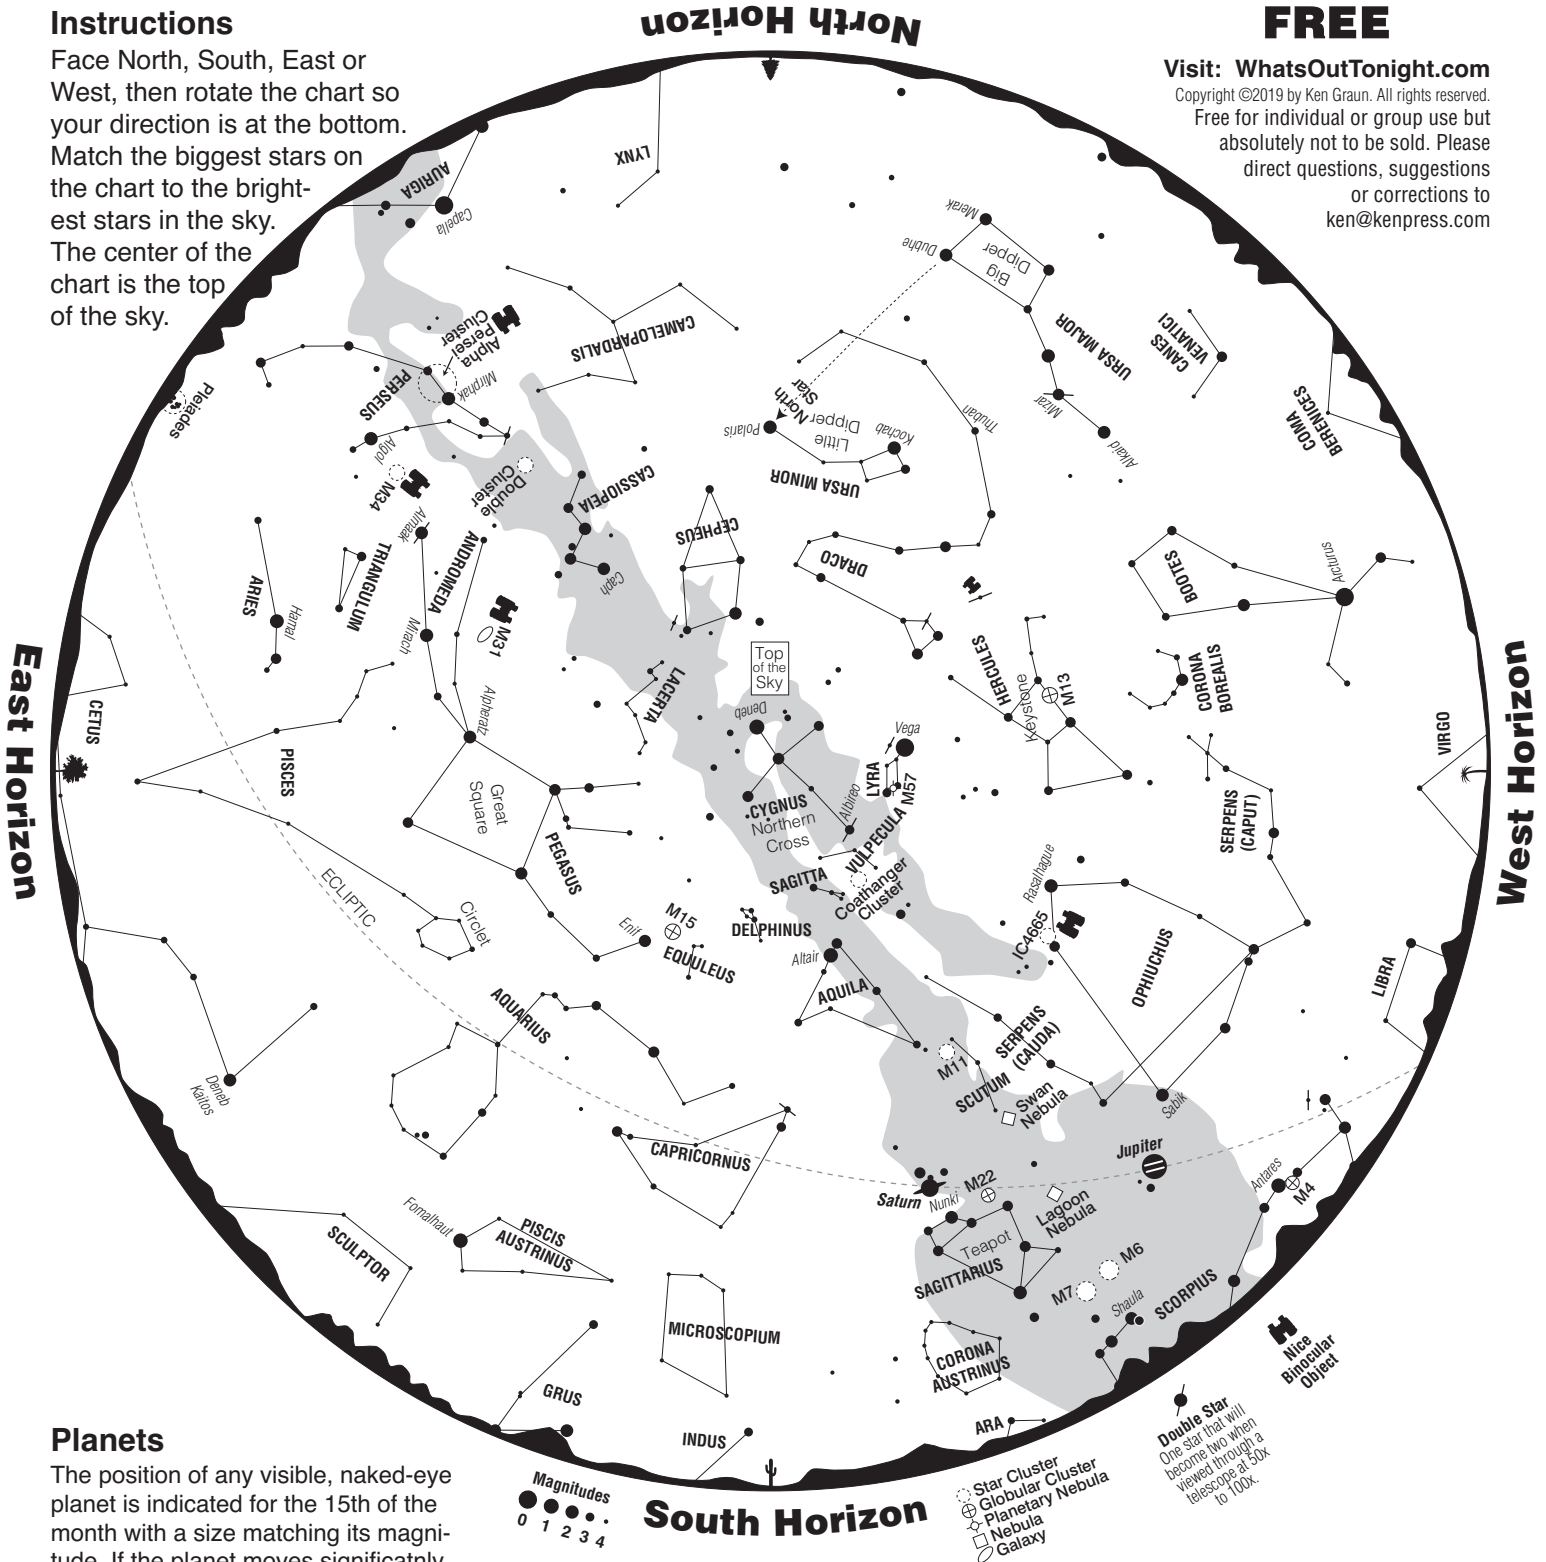 Instructions
Face North, South, East or
West, then rotate the chart so
your direction is at the bottom.
Match the biggest stars on
the chart to the bright-
est stars in the sky.
The center of the
chart is the top
of the sky.
North Horizon
FREE
Visit: WhatsOutTonight.com
Copyright ©2019 by Ken Graun. All rights reserved.
Free for individual or group use but
absolutely not to be sold. Please
direct questions, suggestions
or corrections to
ken@kenpress.com
AURIGA
Capella
LYNX
Merak
Dubhe
Big
Dipper
URSA MAJOR
CANES
VENATICI
COMA
BERENICES
Mizar
Alkaid
Thuban
CAMELOPARDALIS
Alpha
Persei
Cluster
Mirphak
PERSEUS
Pleiades
Algol
M34
Double
Cluster
CASSIOPEIA
Caph
North
Star
Polaris
Little
Dipper
Kochab
URSA MINOR
CEPHEUS
DRACO
BOOTES
Arcturus
Almaak
ANDROMEDA
TRIANGULUM
ARIES
Hamal
Mirach
M31
Alpheratz
LACERTA
Top
of the
Sky
Deneb
HERCULES
Keystone
M13
CORONA
BOREALIS
VIRGO
East Horizon
West Horizon
CETUS
PISCES
Great
Square
PEGASUS
CYGNUS
Northern
Cross
Albireo
Vega
LYRA
M57
VULPECULA
Coathanger
Cluster
SAGITTA
SERPENS
(CAPUT)
Rasalhague
IC4665
OPHIUCHUS
LIBRA
ECLIPTIC
Circlet
Enif
M15
EQUULEUS
DELPHINUS
Altair
AQUILA
AQUARIUS
Deneb
Kaitos
SERPENS
(CAUDA)
M11
SCUTUM
Swan
Nebula
Sabik
CAPRICORNUS
Jupiter
Saturn
Nunki
M22
Lagoon
Nebula
Antares
M4
Fomalhaut
PISCIS
AUSTRINUS
SCULPTOR
Teapot
SAGITTARIUS
M6
M7
Shaula
SCORPIUS
MICROSCOPIUM
CORONA
AUSTRINUS
GRUS
INDUS
ARA
Nice
Binocular
Object
Double Star
One star that will
become two when
viewed through a
telescope at 50x
to 100x.
Planets
The position of any visible, naked-eye
planet is indicated for the 15th of the
month with a size matching its magni-
tude. If the planet moves significatnly
Magnitudes
0 1 2 3 4
South Horizon
Star Cluster
Globular Cluster
Planetary Nebula
Nebula
Galaxy